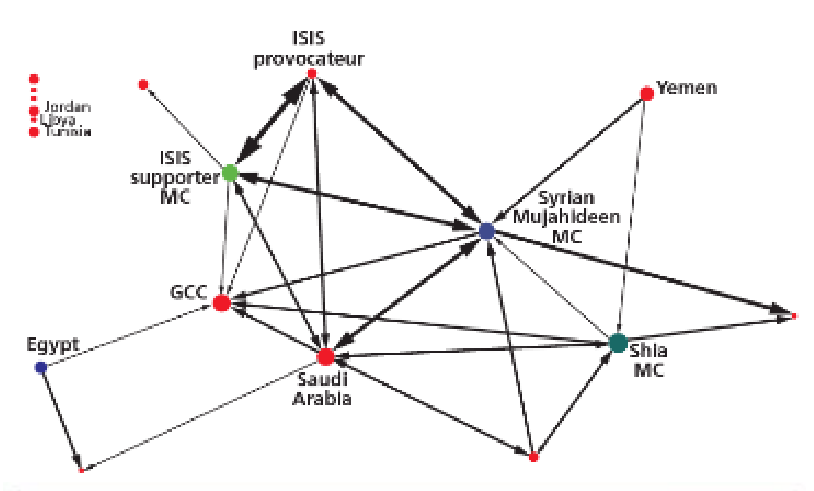 ISIS
provocateur
Yemen
Jordan
Libya
Tunisia
ISIS
supporter
MC
Syrian
Mujahideen
MC
GCC
Egypt
Shia
MC
Saudi
Arabia